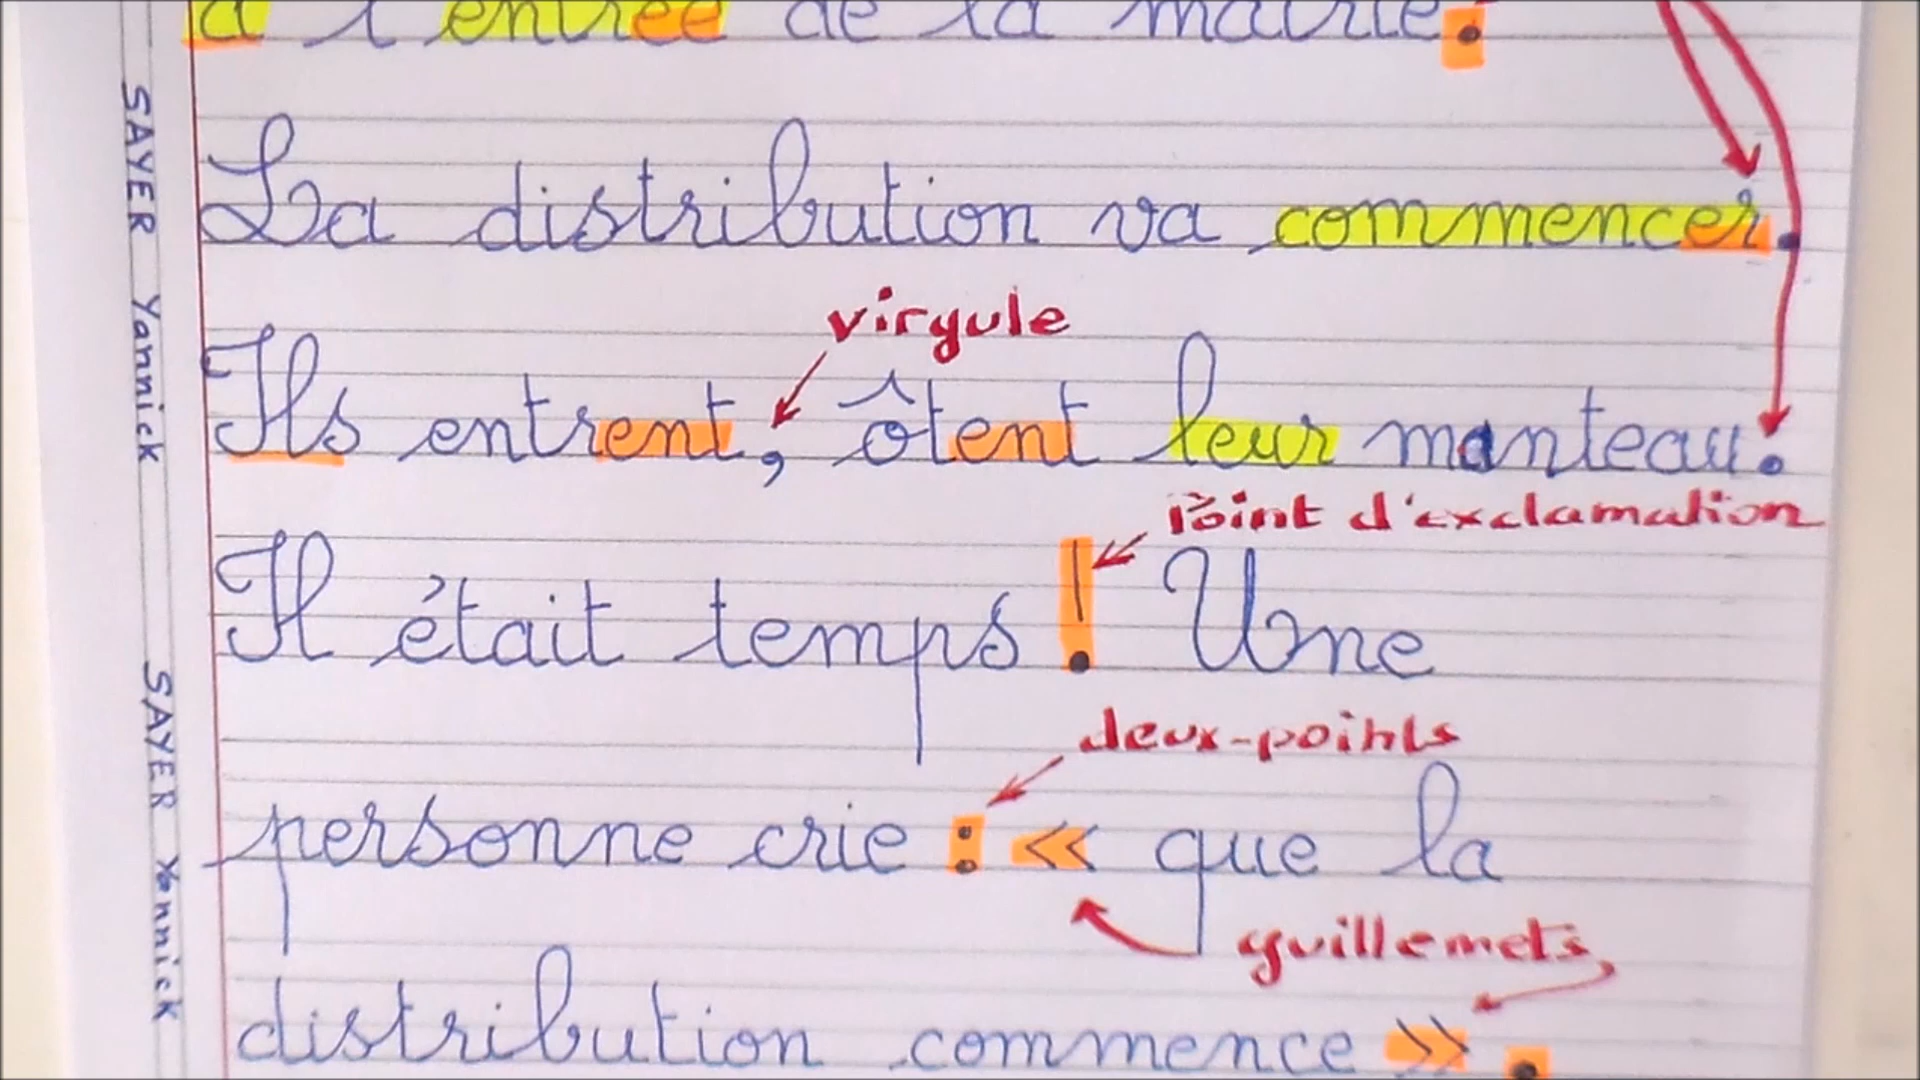 à l'entrée de la mairie.
La distribution va commencer.
virgule
Ils entrent, ôtent leur manteau.
Point d'exclamation
Il était temps ! Une
deux-points
personne crie : « que la
guillemets
distribution commence ».
SAYER Yannick
SAYER Yannick